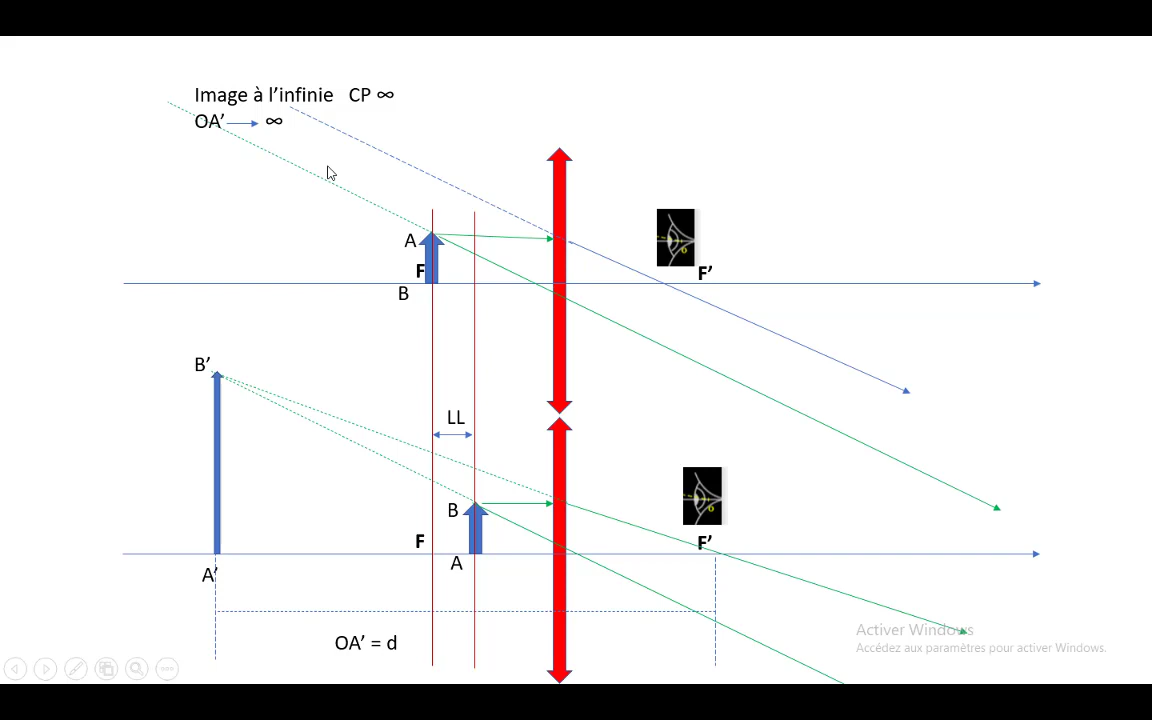 Image à l’infinie CP ∞
OA’ ∞
A
F
F’
B
B’
LL
B
F
F’
A
A’
OA’ = d
Activer Windows
Accédez aux paramètres pour activer Windows.